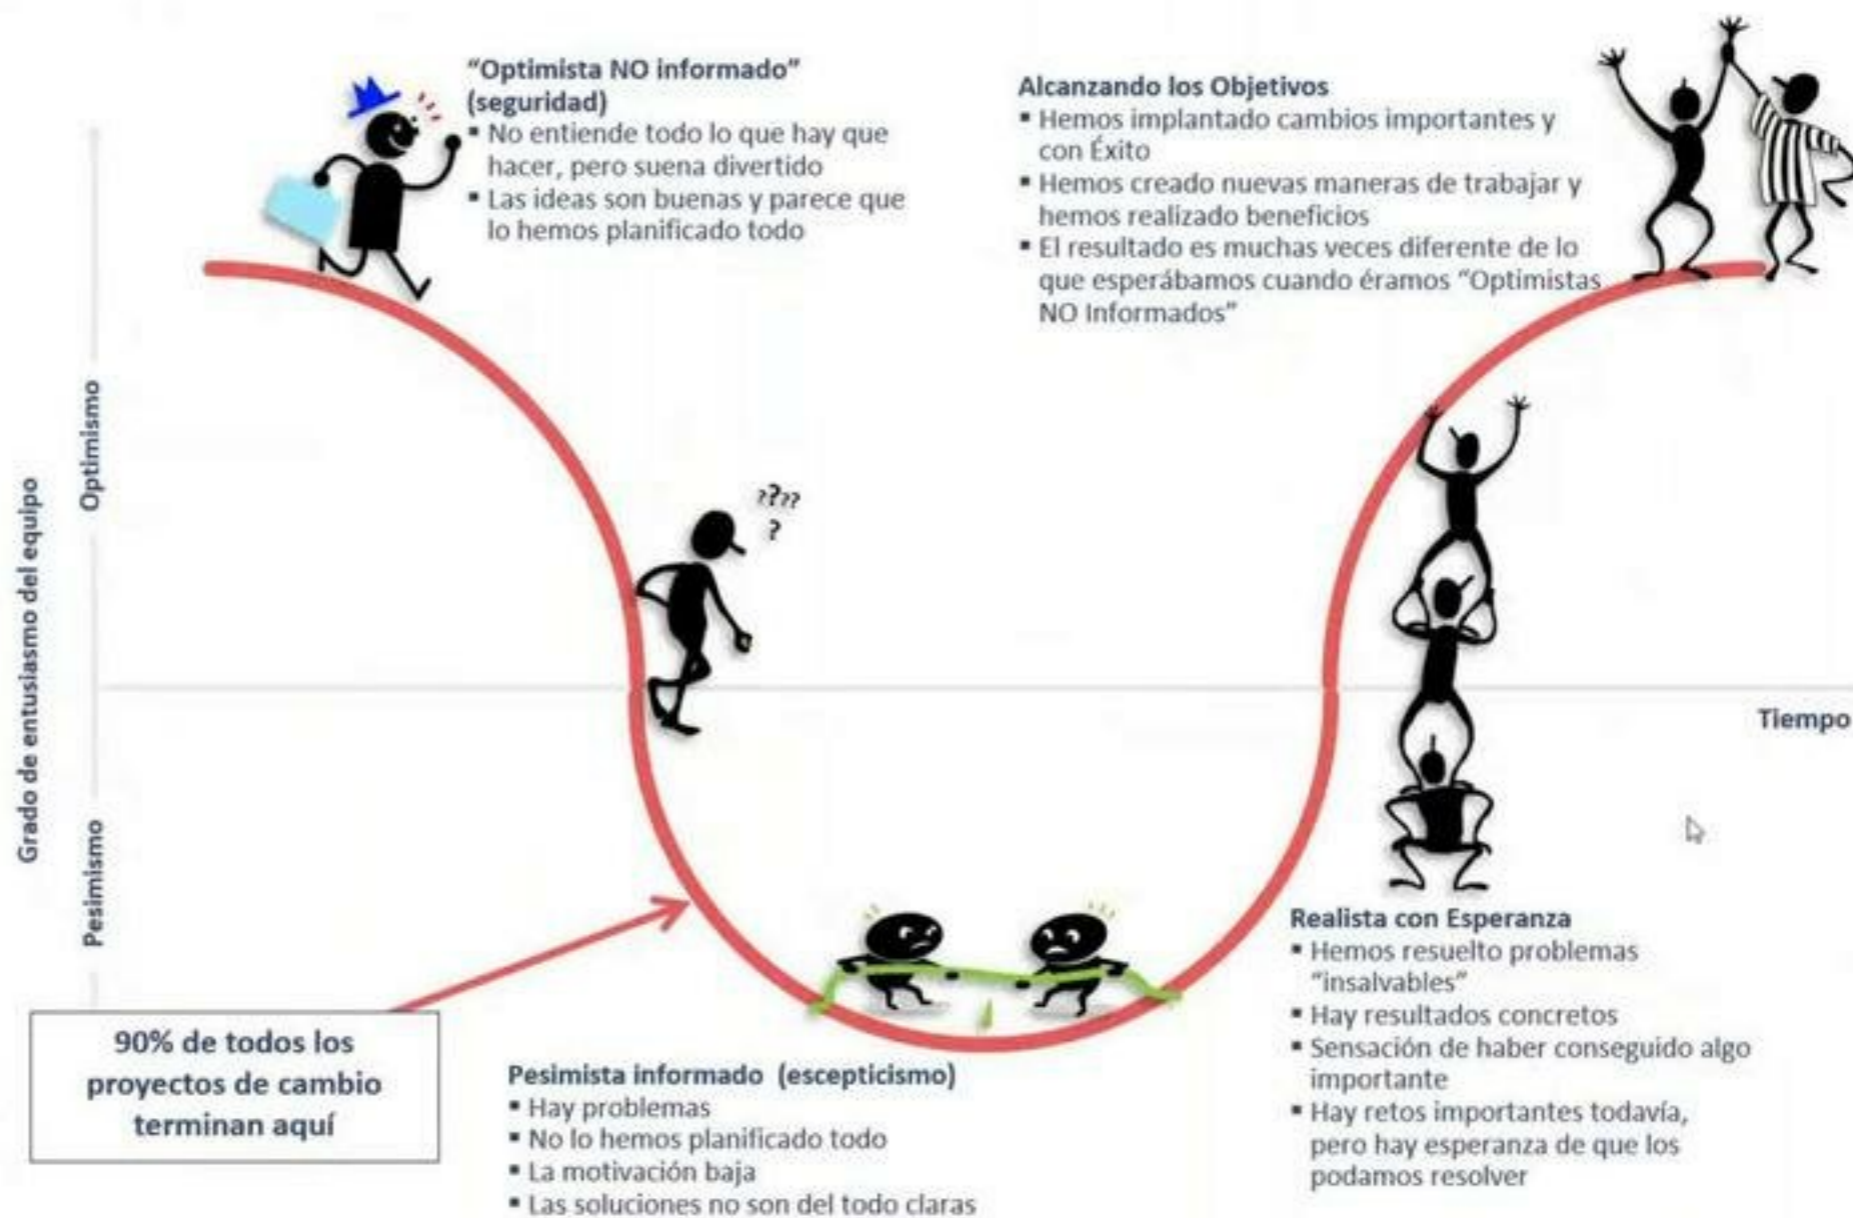 "Optimista NO informado"
(seguridad)
▪ No entiende todo lo que hay que
hacer, pero suena divertido
▪ Las ideas son buenas y parece que
lo hemos planificado todo
Alcanzando los Objetivos
▪ Hemos implantado cambios importantes y
con Éxito
▪ Hemos creado nuevas maneras de trabajar y
hemos realizado beneficios
▪ El resultado es muchas veces diferente de lo
que esperábamos cuando éramos "Optimistas
NO Informados"
Grado de entusiasmo del equipo
Optimismo
Pesimismo
????
?
Tiempo
90% de todos los
proyectos de cambio
terminan aquí
Pesimista informado (escepticismo)
▪ Hay problemas
▪ No lo hemos planificado todo
▪ La motivación baja
▪ Las soluciones no son del todo claras
Realista con Esperanza
▪ Hemos resuelto problemas
"insalvables"
▪ Hay resultados concretos
▪ Sensación de haber conseguido algo
importante
▪ Hay retos importantes todavía,
pero hay esperanza de que los
podamos resolver